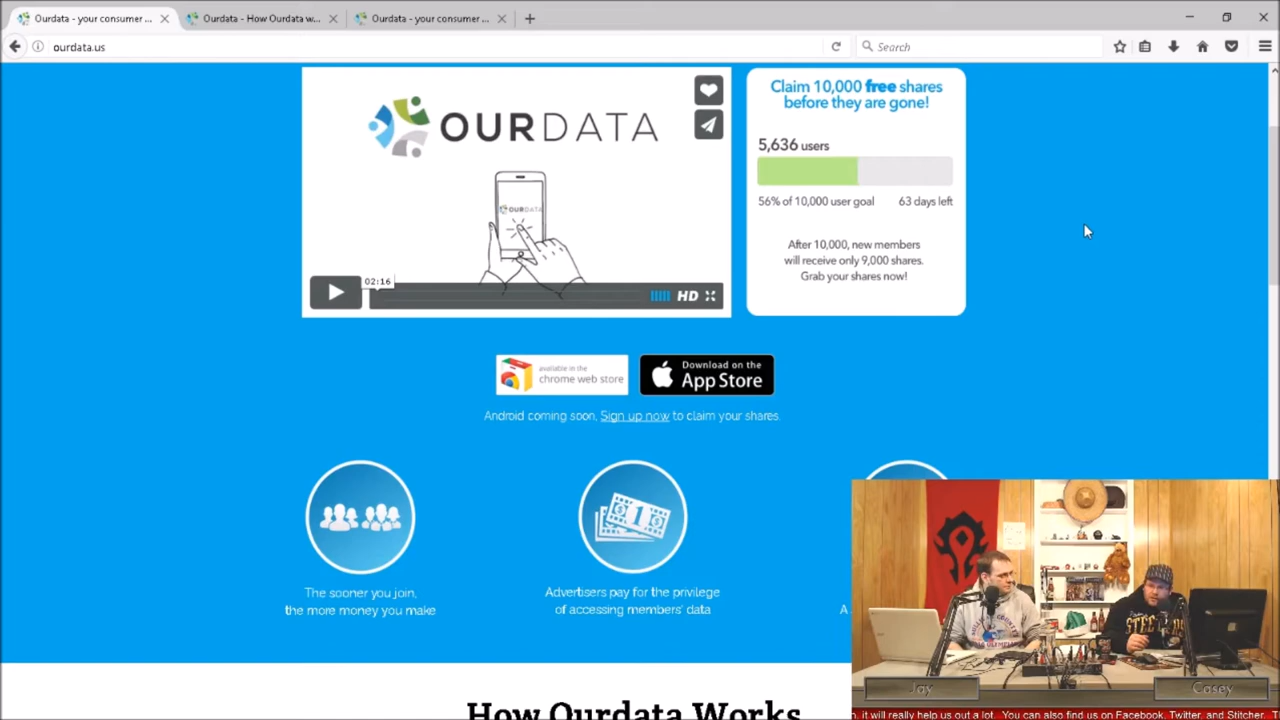 Ourdata - your consumer ...
Ourdata - How Ourdata w...
Ourdata - your consumer ...
ourdata.us
Search
OURDATA
OURDATA
02:16
HD
Claim 10,000 free shares
before they are gone!
5,636 users
56% of 10,000 user goal
63 days left
After 10,000, new members
will receive only 9,000 shares.
Grab your shares now!
available in the
chrome web store
Download on the
App Store
Android coming soon, Sign up now to claim your shares.
The sooner you join,
the more money you make
Advertisers pay for the privilege
of accessing members' data
A
STEELERS
Jay
Casey
How Ourdata Works
n, it will really help us out a lot. You can also find us on Facebook, Twitter, and Stitcher. T